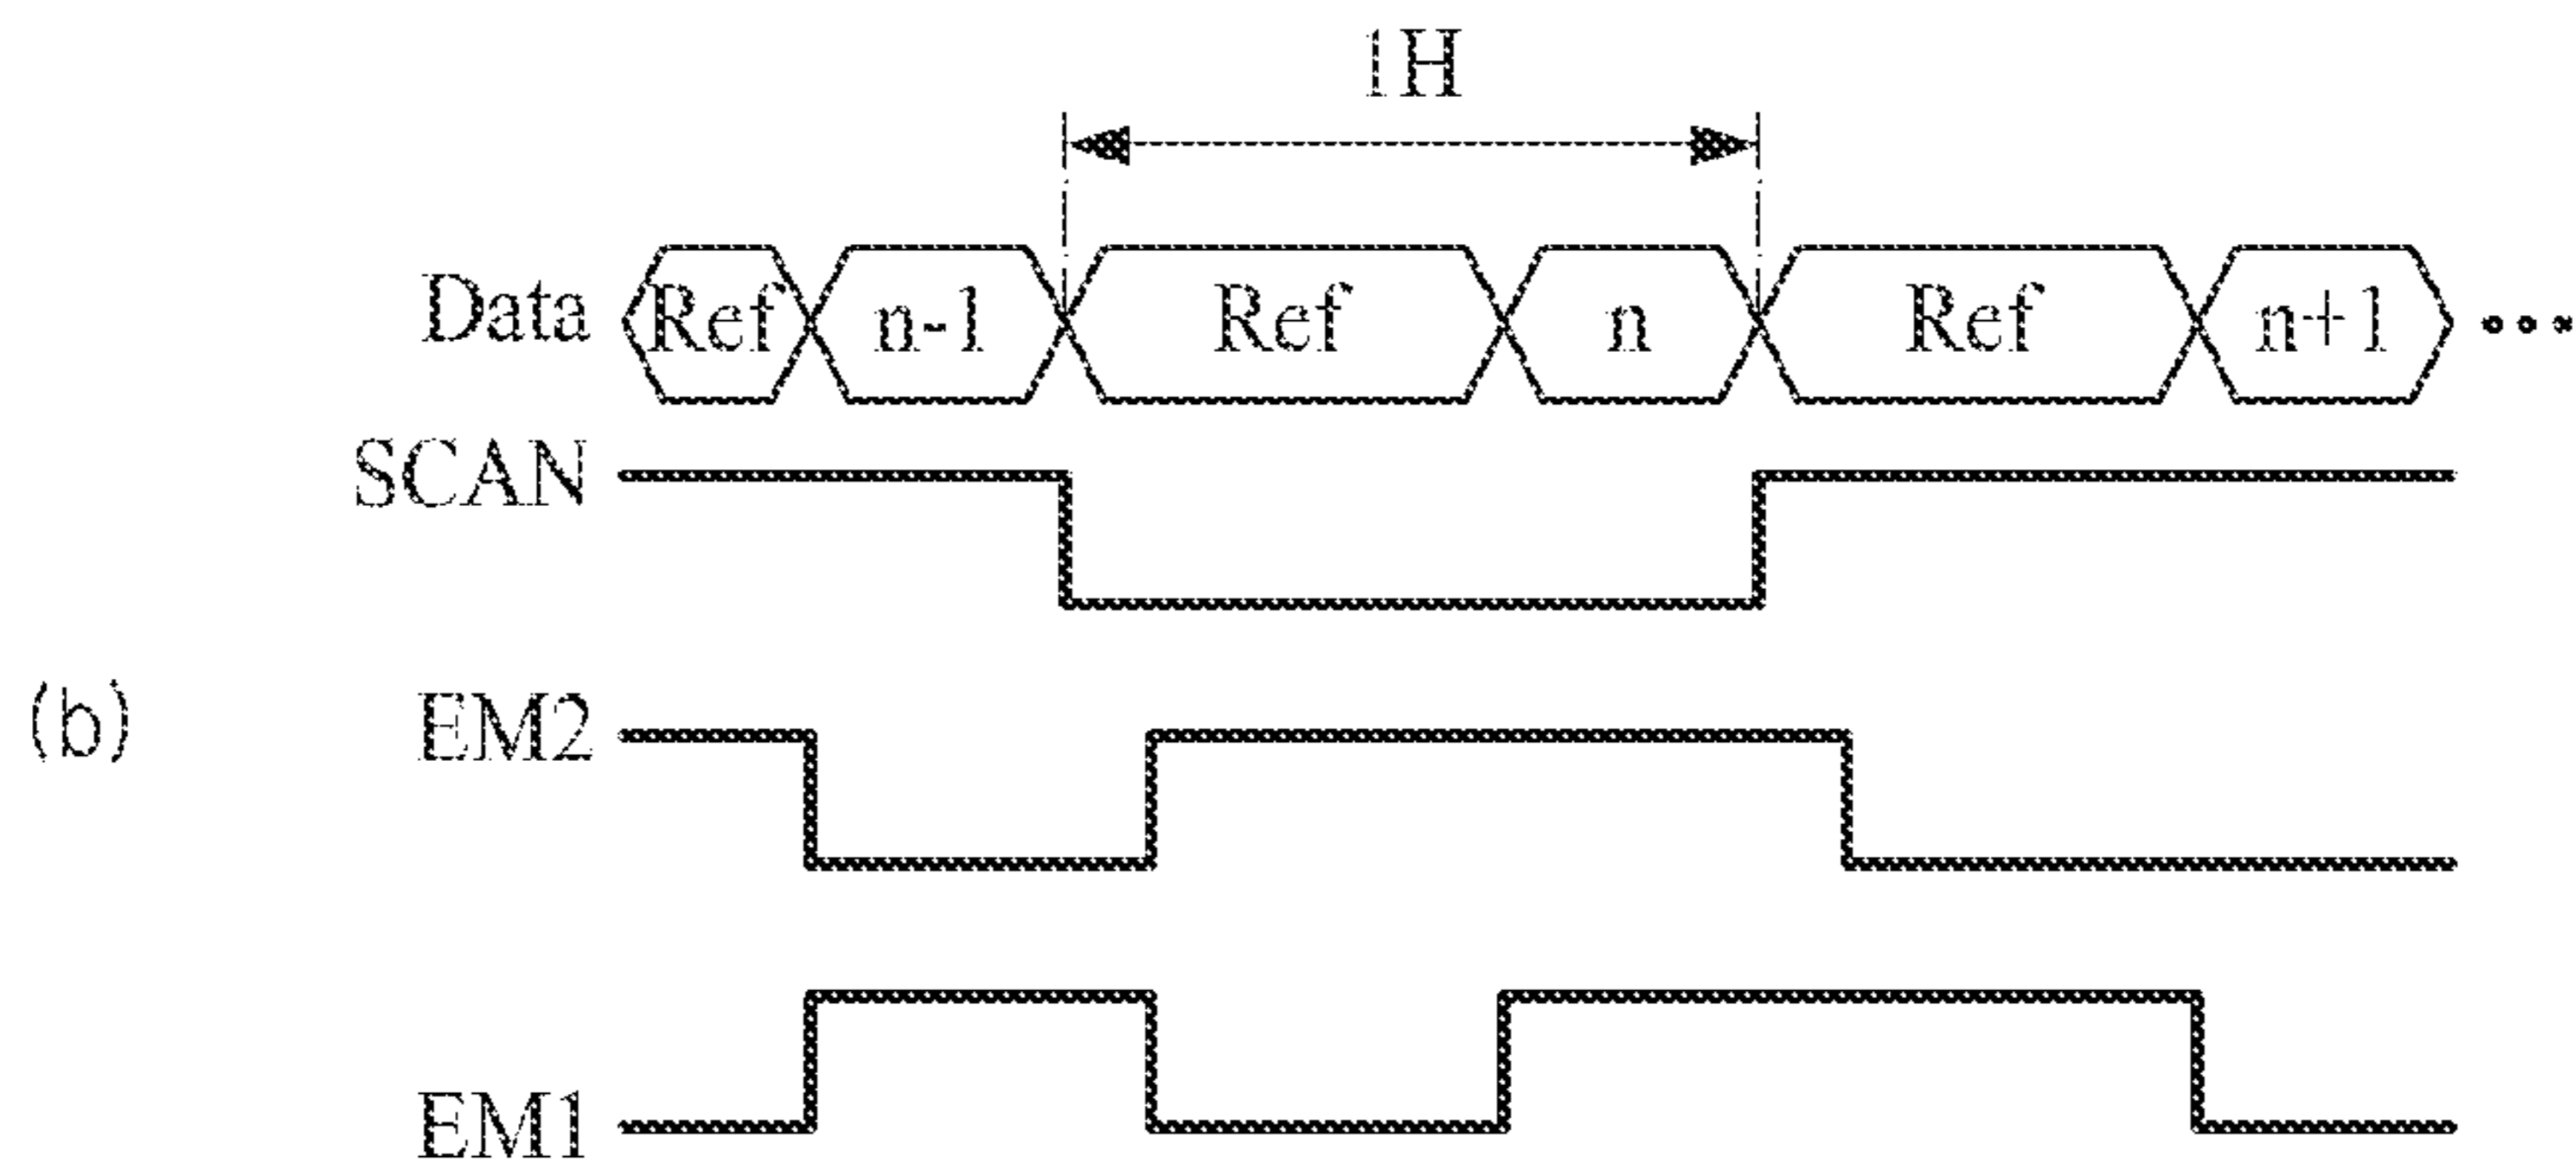 1H
Data Ref n-1 Ref n Ref n+1 •••
SCAN
(b) EM2
EM1